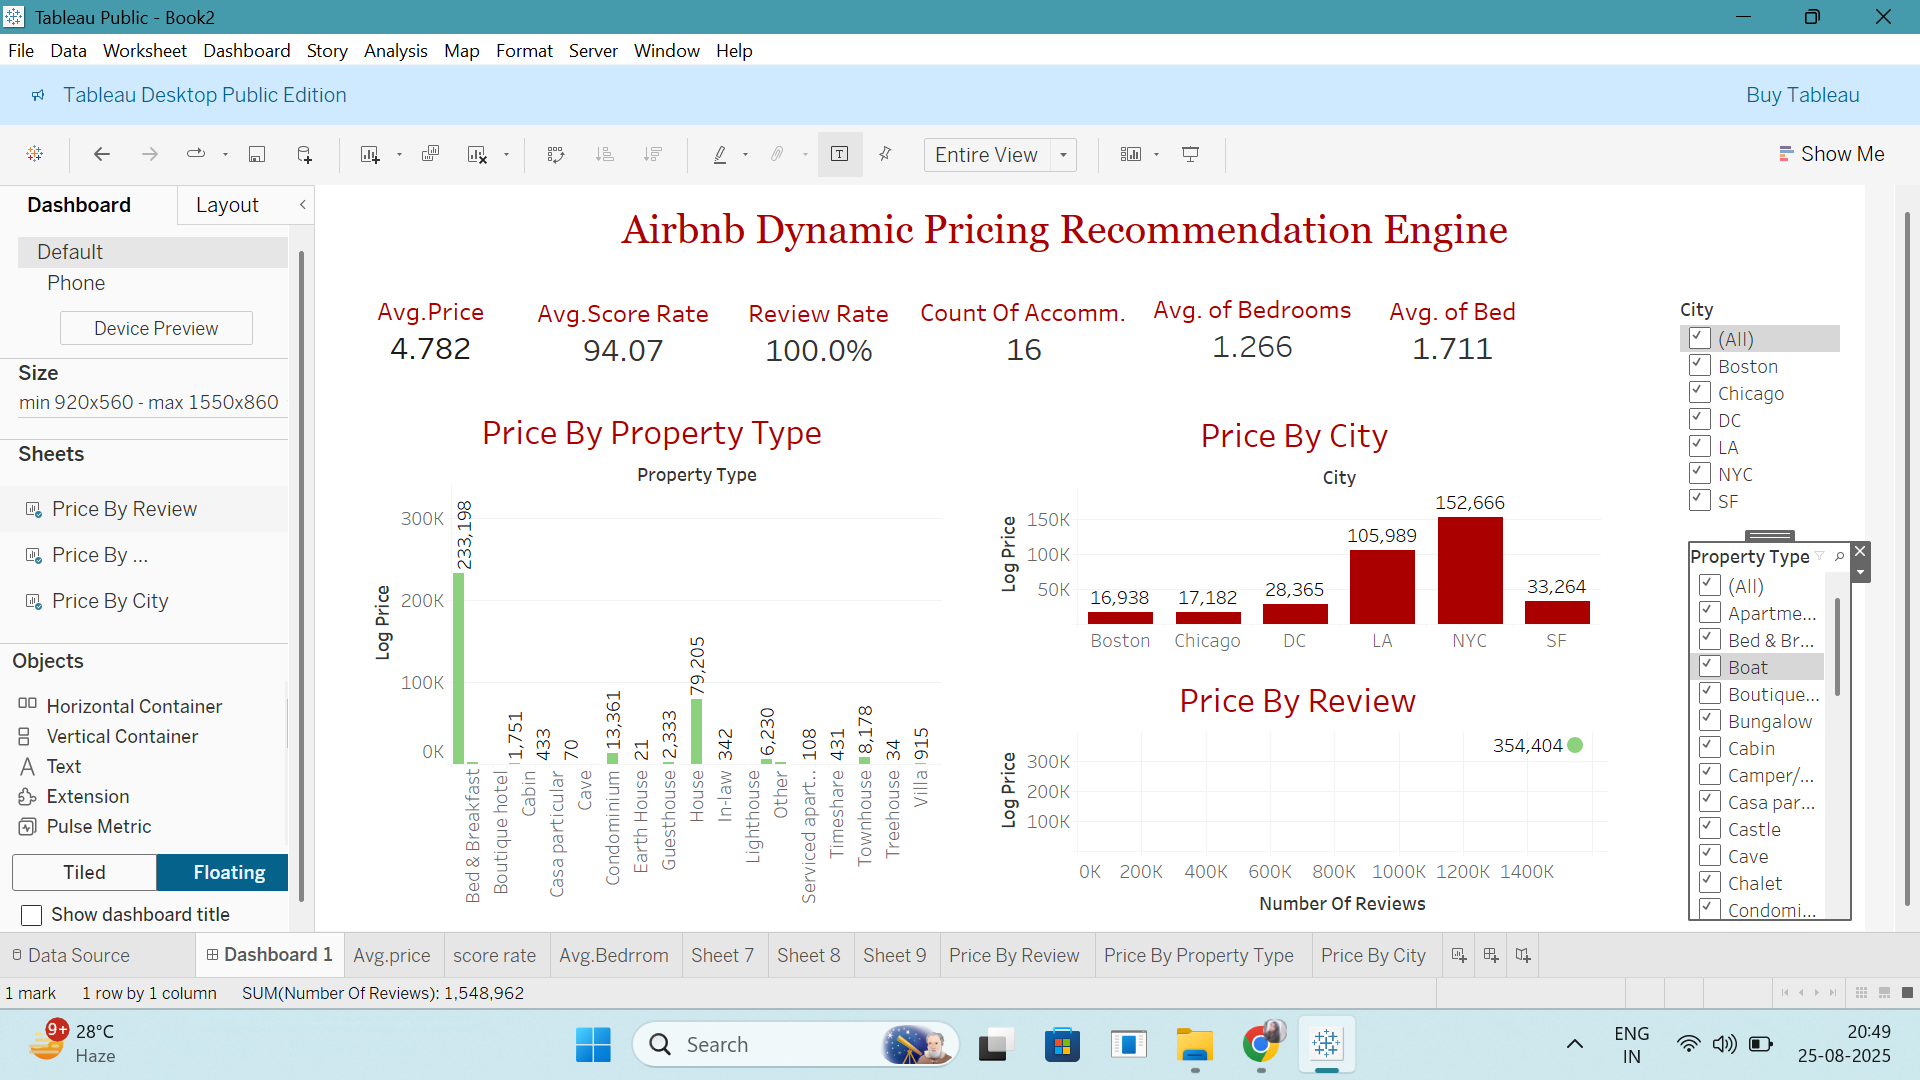 Tableau Public - Book2
File Data Worksheet Dashboard Story Analysis Map Format Server Window Help
Tableau Desktop Public Edition
Buy Tableau
Entire View
Show Me
Dashboard
Layout
Default
Phone
Device Preview
Size
min 920x560 - max 1550x860
Sheets
Price By Review
Price By ...
Price By City
Objects
Horizontal Container
Vertical Container
Text
Extension
Pulse Metric
Tiled
Floating
Show dashboard title
Airbnb Dynamic Pricing Recommendation Engine
Avg.Price
4.782
Avg.Score Rate
94.07
Review Rate
100.0%
Count Of Accomm.
16
Avg. of Bedrooms
1.266
Avg. of Bed
1.711
Price By Property Type
Property Type
Log Price
300K
200K
100K
0K
233,198
1,751
433
70
13,361
21
2,333
79,205
342
6,230
108
431
8,178
34
915
Bed & Breakfast
Boutique hotel
Cabin
Casa particular
Cave
Condominium
Earth House
Guesthouse
House
In-law
Lighthouse
Other
Serviced apart..
Timeshare
Townhouse
Treehouse
Villa
Price By City
City
Log Price
150K
100K
50K
16,938
17,182
28,365
105,989
152,666
33,264
Boston Chicago DC LA NYC SF
Price By Review
Log Price
300K
200K
100K
354,404
0K 200K 400K 600K 800K 1000K 1200K 1400K
Number Of Reviews
City
(All)
Boston
Chicago
DC
LA
NYC
SF
Property Type
(All)
Apartme...
Bed & Br...
Boat
Boutique...
Bungalow
Cabin
Camper/...
Casa par...
Castle
Cave
Chalet
Condomi...
Data Source
Dashboard 1
Avg.price
score rate
Avg.Bedrrom
Sheet 7
Sheet 8
Sheet 9
Price By Review
Price By Property Type
Price By City
1 mark 1 row by 1 column SUM(Number Of Reviews): 1,548,962
9+
28°C
Haze
Search
ENG
IN
20:49
25-08-2025